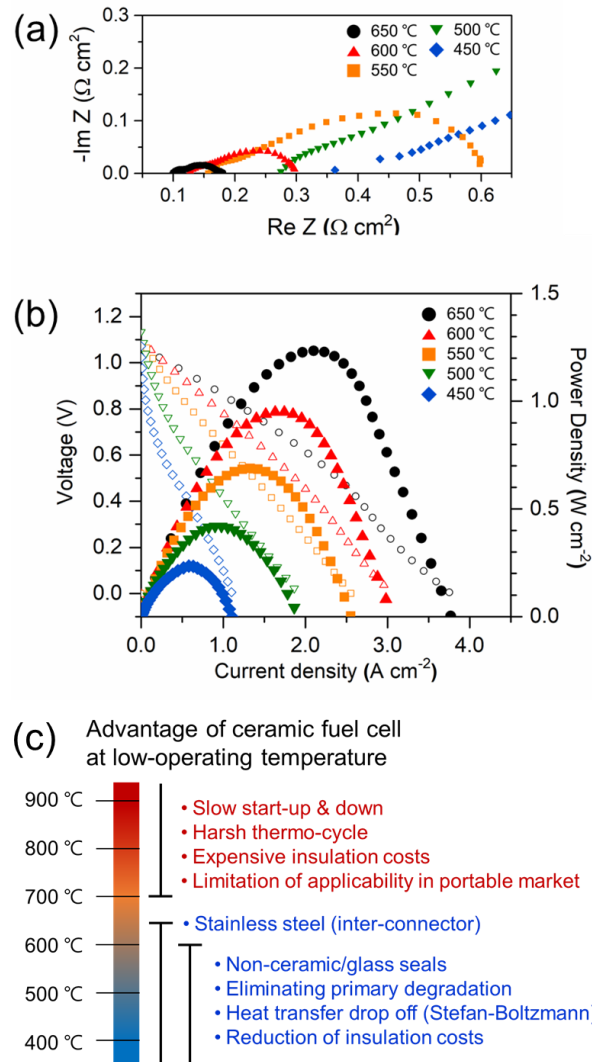 (a)
0.3
0.2
0.1
0.0
-Im Z (Ω cm²)
650 ℃
600 ℃
550 ℃
500 ℃
450 ℃
0.1 0.2 0.3 0.4 0.5 0.6
Re Z (Ω cm²)
(b)
1.2
1.0
0.8
0.6
0.4
0.2
0.0
Voltage (V)
650 ℃
600 ℃
550 ℃
500 ℃
450 ℃
1.5
1.0
0.5
0.0
Power Density (W cm⁻²)
0.0 1.0 2.0 3.0 4.0
Current density (A cm⁻²)
(c) Advantage of ceramic fuel cell
at low-operating temperature
900 ℃
• Slow start-up & down
• Harsh thermo-cycle
800 ℃
• Expensive insulation costs
• Limitation of applicability in portable market
700 ℃
• Stainless steel (inter-connector)
600 ℃
• Non-ceramic/glass seals
• Eliminating primary degradation
500 ℃
• Heat transfer drop off (Stefan-Boltzmann)
• Reduction of insulation costs
400 ℃